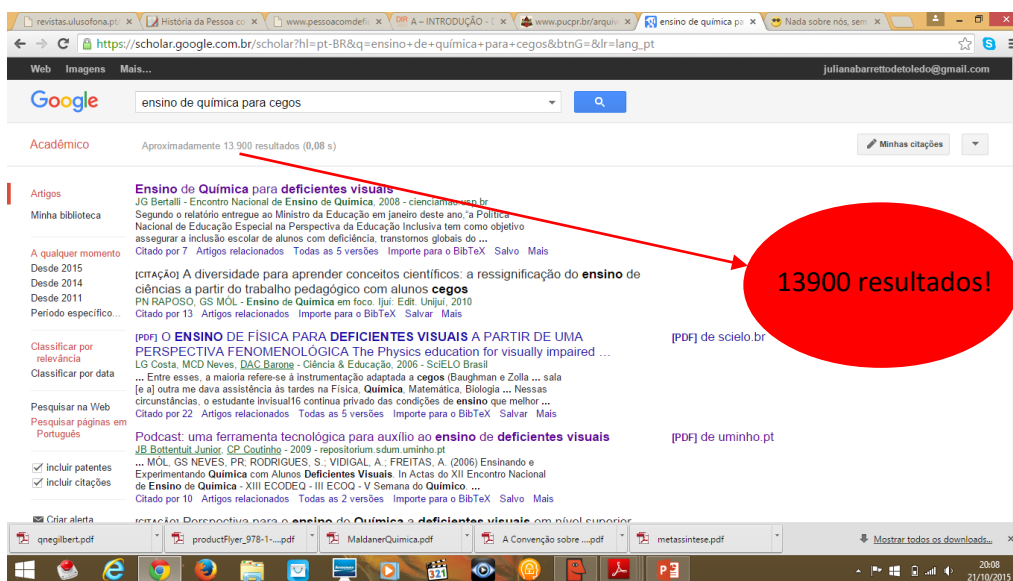 revistas.ulusofona.pt/
História da Pessoa co
www.pessoacomdefi
A – INTRODUÇÃO - D
www.pucpr.br/arquiv
ensino de química pa
Nada sobre nós, sem
https://scholar.google.com.br/scholar?hl=pt-BR&q=ensino+de+química+para+cegos&btnG=&lr=lang_pt
Web Imagens Mais...
julianabarrettodetoledo@gmail.com
Google
ensino de química para cegos
Acadêmico
Aproximadamente 13.900 resultados (0,08 s)
Minhas citações
Artigos
Minha biblioteca
A qualquer momento
Desde 2015
Desde 2014
Desde 2011
Período específico...
Classificar por
relevância
Classificar por data
Pesquisar na Web
Pesquisar páginas em
Português
incluir patentes
incluir citações
Criar alerta
Ensino de Química para deficientes visuais
JG Bertalli - Encontro Nacional de Ensino de Química, 2008 - cienciamao.usp.br
Segundo o relatório entregue ao Ministro da Educação em janeiro deste ano,"a Política
Nacional de Educação Especial na Perspectiva da Educação Inclusiva tem como objetivo
assegurar a inclusão escolar de alunos com deficiência, transtornos globais do ...
Citado por 7 Artigos relacionados Todas as 5 versões Importe para o BibTeX Salvo Mais
[CITAÇÃO] A diversidade para aprender conceitos científicos: a ressignificação do ensino de
ciências a partir do trabalho pedagógico com alunos cegos
PN RAPOSO, GS MÓL - Ensino de Química em foco. Ijuí: Edit. Unijuí, 2010
Citado por 13 Artigos relacionados Importe para o BibTeX Salvar Mais
[PDF] O ENSINO DE FÍSICA PARA DEFICIENTES VISUAIS A PARTIR DE UMA
PERSPECTIVA FENOMENOLÓGICA The Physics education for visually impaired ...
LG Costa, MCD Neves, DAC Barone - Ciência & Educação, 2006 - SciELO Brasil
... Entre esses, a maioria refere-se à instrumentação adaptada a cegos (Baughman e Zolla ... sala
[e a] outra me dava assistência às tardes na Física, Química, Matemática, Biologia ... Nessas
circunstâncias, o estudante invisual16 continua privado das condições de ensino que melhor ...
Citado por 22 Artigos relacionados Todas as 5 versões Importe para o BibTeX Salvar Mais
[PDF] de scielo.br
Podcast: uma ferramenta tecnológica para auxílio ao ensino de deficientes visuais
JB Bottentuit Junior, CP Coutinho - 2009 - repositorium.sdum.uminho.pt
... MÓL, GS NEVES, PR; RODRIGUES, S.; VIDIGAL, A.; FREITAS, A. (2006) Ensinando e
Experimentando Química com Alunos Deficientes Visuais. In Actas do XII Encontro Nacional
de Ensino de Química - XIII ECODEQ - III ECOQ - V Semana do Químico. ...
Citado por 10 Artigos relacionados Todas as 2 versões Importe para o BibTeX Salvo Mais
[PDF] de uminho.pt
[CITAÇÃO] Perspectiva para o ensino de Química a deficientes visuais em nível superior
13900 resultados!
qnegilbert.pdf
productFlyer_978-1-....pdf
MaldanerQuimica.pdf
A Convenção sobre ....pdf
metassintese.pdf
Mostrar todos os downloads...
321
20:08
21/10/2015